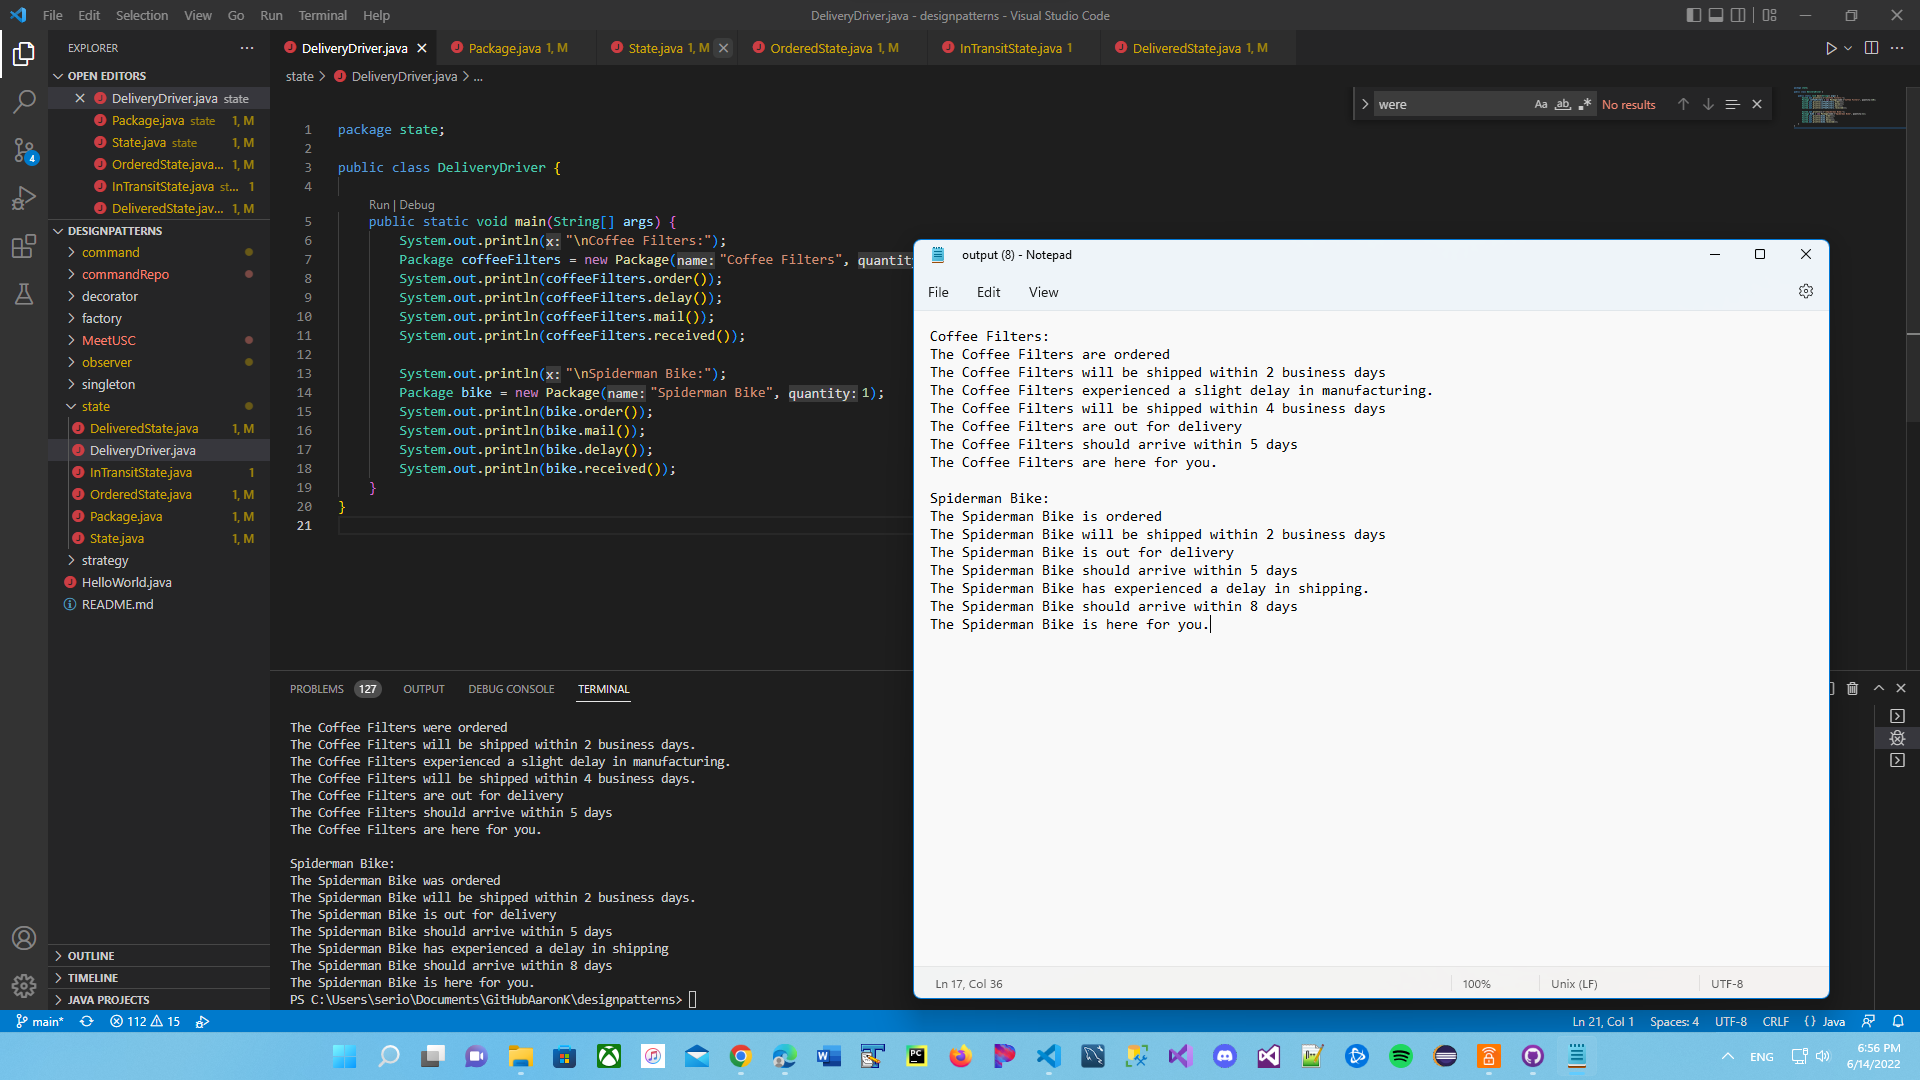 File Edit Selection View Go Run Terminal Help
DeliveryDriver.java - designpatterns - Visual Studio Code
EXPLORER
OPEN EDITORS
DeliveryDriver.java state
Package.java state 1, M
State.java state 1, M
OrderedState.java... 1, M
InTransitState.java st... 1
DeliveredState.jav... 1, M
DESIGNPATTERNS
command
commandRepo
decorator
factory
MeetUSC
observer
singleton
state
DeliveredState.java 1, M
DeliveryDriver.java
InTransitState.java 1
OrderedState.java 1, M
Package.java 1, M
State.java 1, M
strategy
HelloWorld.java
README.md
OUTLINE
TIMELINE
JAVA PROJECTS
4
DeliveryDriver.java Package.java 1, M State.java 1, M OrderedState.java 1, M InTransitState.java 1 DeliveredState.java 1, M
state > DeliveryDriver.java > ...
were Aa ab .* No results
1 package state;
2
3 public class DeliveryDriver {
4
Run | Debug
5 public static void main(String[] args) {
6 System.out.println(x: "\nCoffee Filters:");
7 Package coffeeFilters = new Package(name: "Coffee Filters", quantity
8 System.out.println(coffeeFilters.order());
9 System.out.println(coffeeFilters.delay());
10 System.out.println(coffeeFilters.mail());
11 System.out.println(coffeeFilters.received());
12
13 System.out.println(x: "\nSpiderman Bike:");
14 Package bike = new Package(name: "Spiderman Bike", quantity: 1);
15 System.out.println(bike.order());
16 System.out.println(bike.mail());
17 System.out.println(bike.delay());
18 System.out.println(bike.received());
19 }
20 }
21
output (8) - Notepad
File Edit View
Coffee Filters:
The Coffee Filters are ordered
The Coffee Filters will be shipped within 2 business days
The Coffee Filters experienced a slight delay in manufacturing.
The Coffee Filters will be shipped within 4 business days
The Coffee Filters are out for delivery
The Coffee Filters should arrive within 5 days
The Coffee Filters are here for you.
Spiderman Bike:
The Spiderman Bike is ordered
The Spiderman Bike will be shipped within 2 business days
The Spiderman Bike is out for delivery
The Spiderman Bike should arrive within 5 days
The Spiderman Bike has experienced a delay in shipping.
The Spiderman Bike should arrive within 8 days
The Spiderman Bike is here for you.
Ln 17, Col 36 100% Unix (LF) UTF-8
PROBLEMS 127 OUTPUT DEBUG CONSOLE TERMINAL
The Coffee Filters were ordered
The Coffee Filters will be shipped within 2 business days.
The Coffee Filters experienced a slight delay in manufacturing.
The Coffee Filters will be shipped within 4 business days.
The Coffee Filters are out for delivery
The Coffee Filters should arrive within 5 days
The Coffee Filters are here for you.
Spiderman Bike:
The Spiderman Bike was ordered
The Spiderman Bike will be shipped within 2 business days.
The Spiderman Bike is out for delivery
The Spiderman Bike should arrive within 5 days
The Spiderman Bike has experienced a delay in shipping
The Spiderman Bike should arrive within 8 days
The Spiderman Bike is here for you.
PS C:\Users\serio\Documents\GitHubAaronK\designpatterns>
main* 112 15 Ln 21, Col 1 Spaces: 4 UTF-8 CRLF {} Java
ENG
6:56 PM
6/14/2022